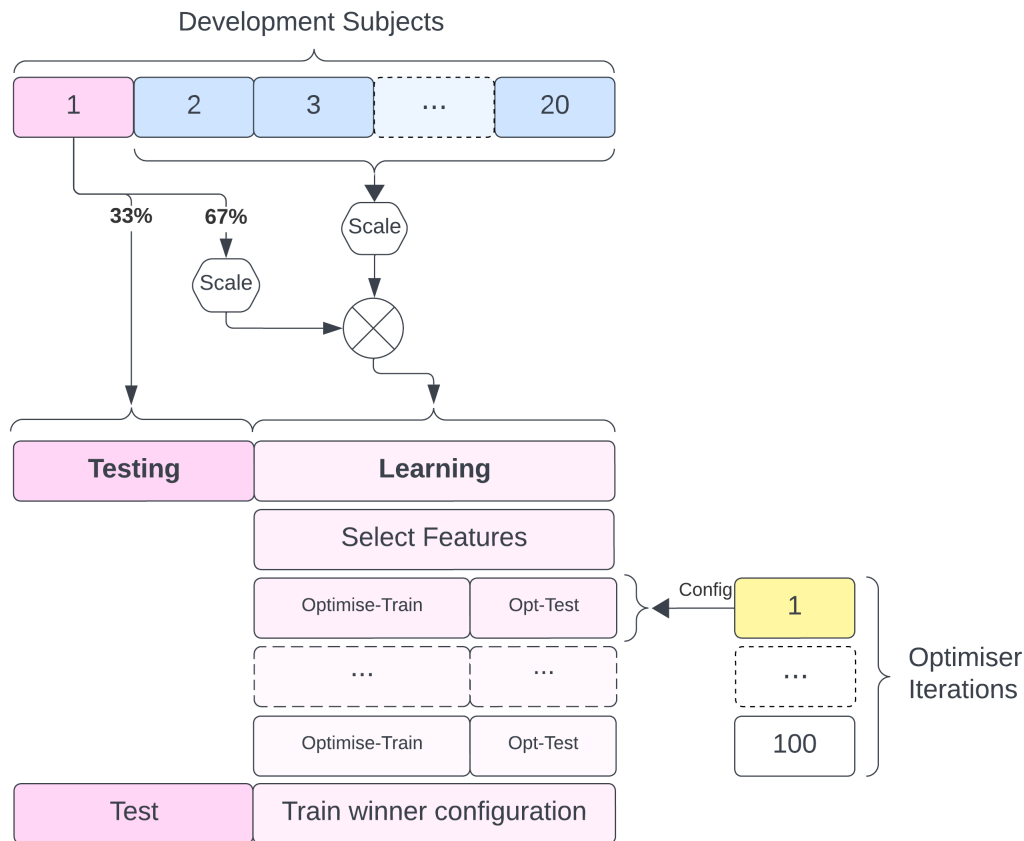 Development Subjects
1
2
3
...
20
33%
67%
Scale
Scale
Testing
Learning
Select Features
Optimise-Train
Opt-Test
Config
1
...
...
...
Optimiser
Iterations
Optimise-Train
Opt-Test
100
Test
Train winner configuration